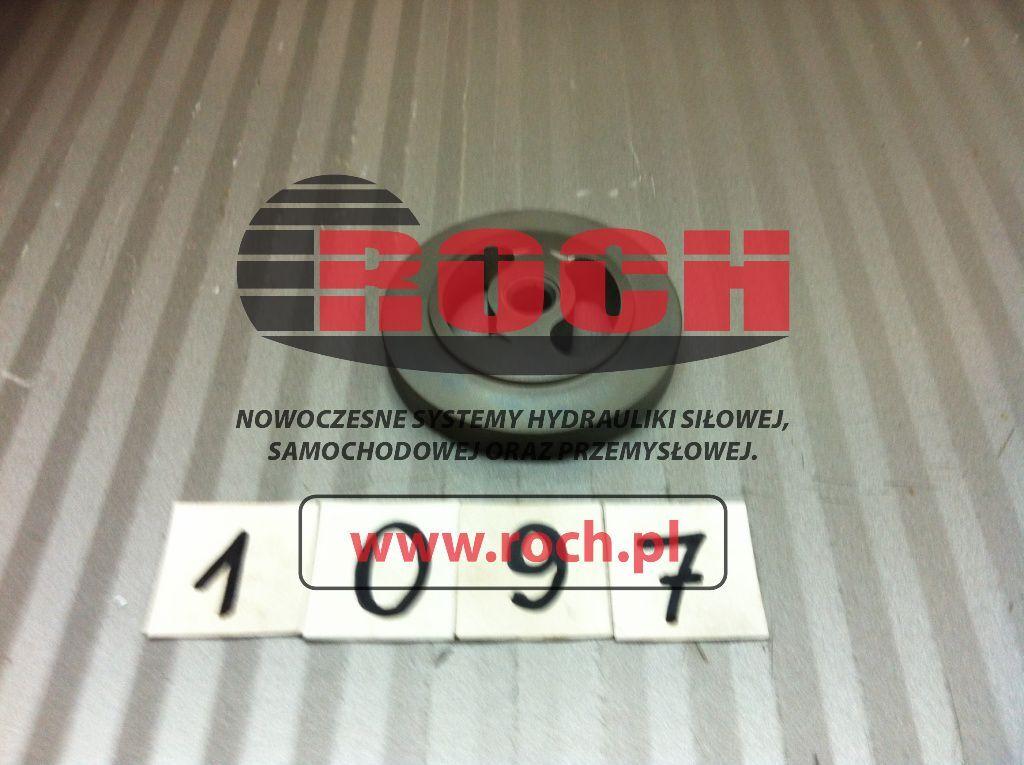 ROCH
NOWOCZESNE SYSTEMY HYDRAULIKI SIŁOWEJ,
SAMOCHODOWEJ ORAZ PRZEMYSŁOWEJ.
www.roch.pl
1 0 9 7